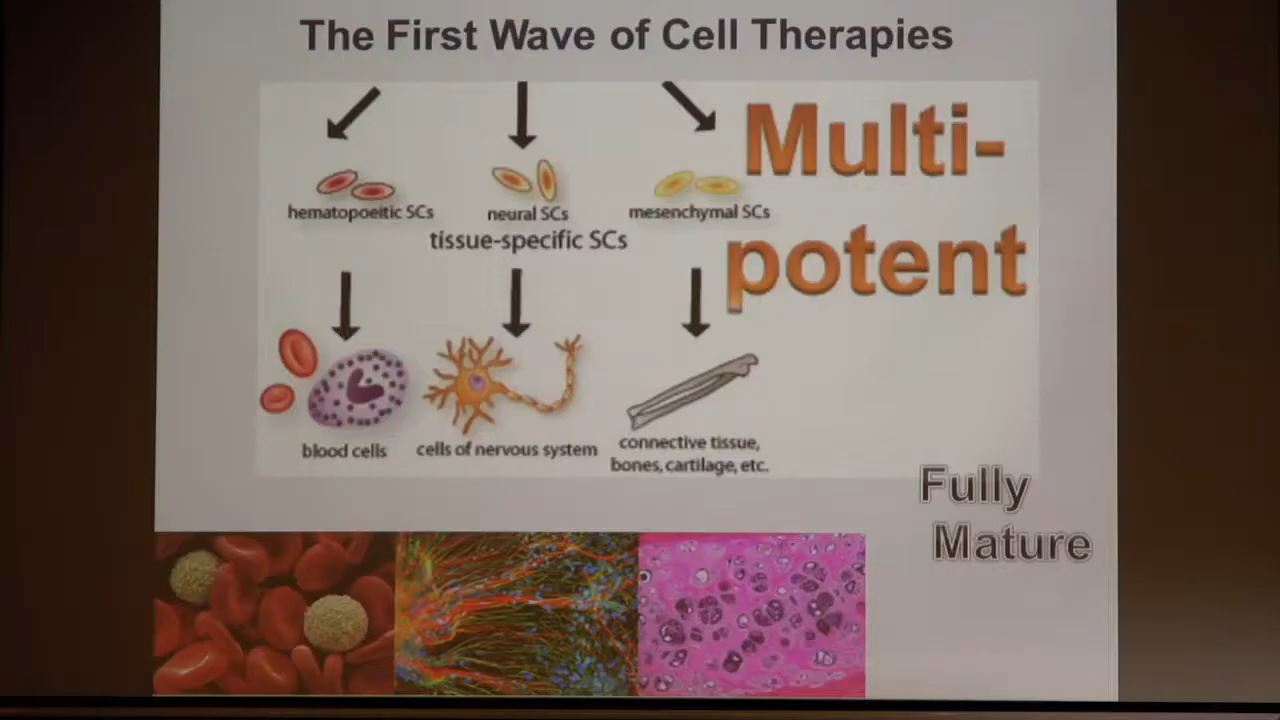 The First Wave of Cell Therapies
Multi-
potent
hematopoeitic SCs
neural SCs
mesenchymal SCs
tissue-specific SCs
blood cells
cells of nervous system
connective tissue,
bones, cartilage, etc.
Fully
Mature